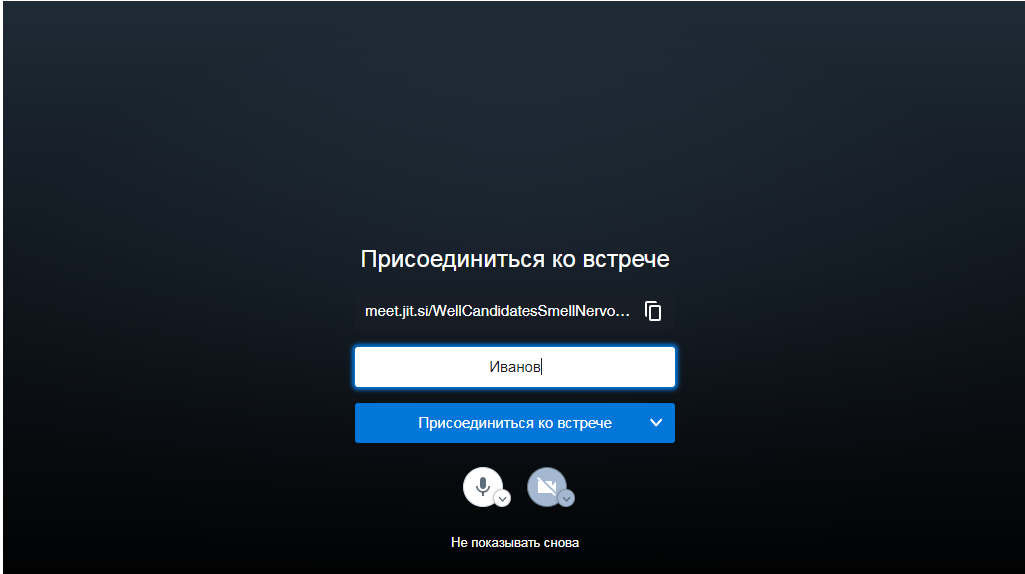 Присоединиться ко встрече
meet.jit.si/WellCandidatesSmellNervo...
Иванов
Присоединиться ко встрече
Не показывать снова